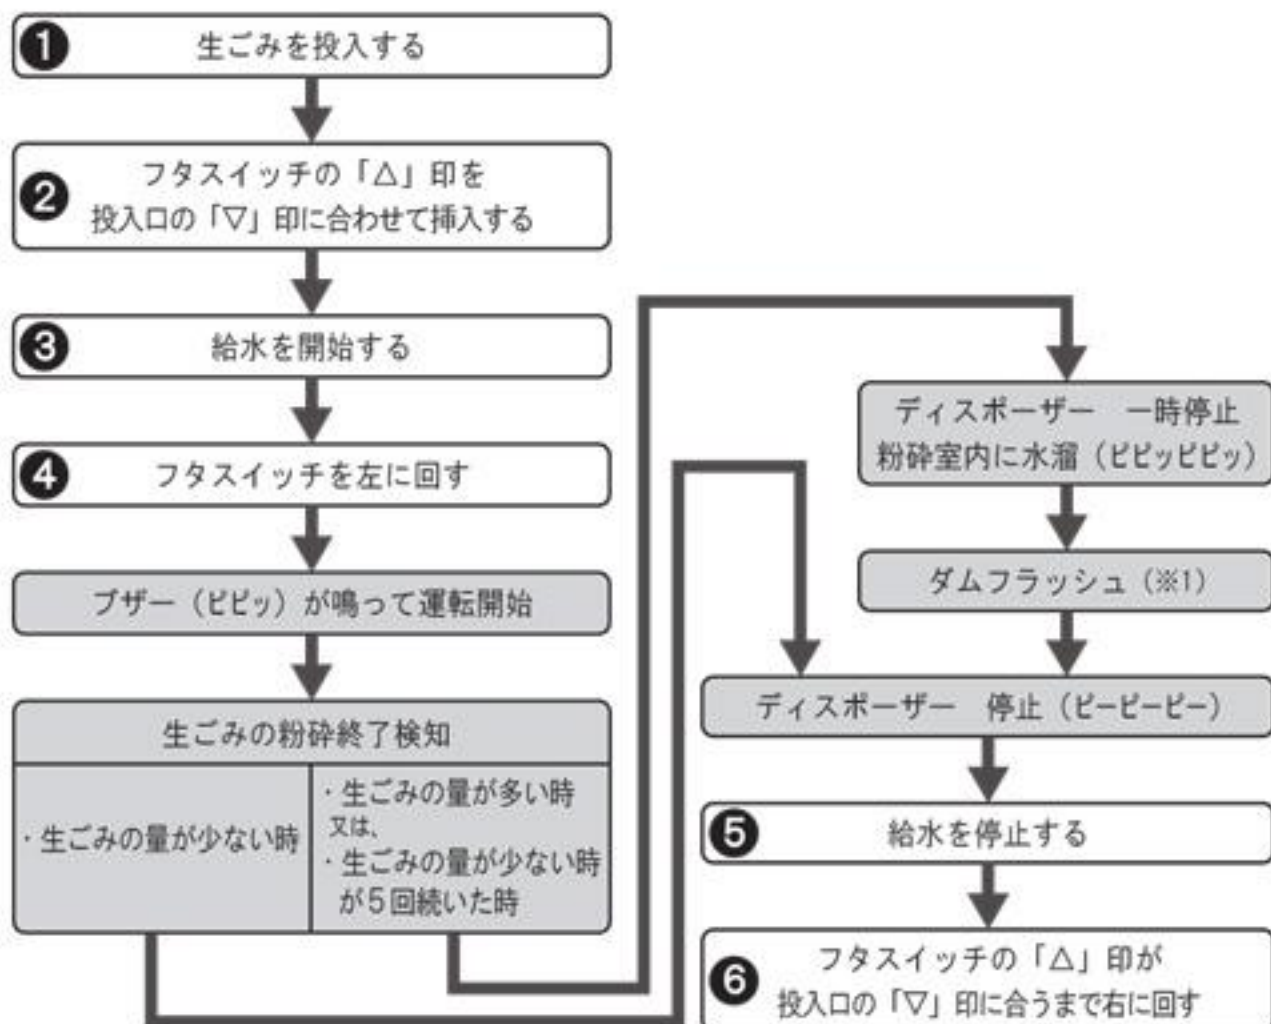 ❶ 生ごみを投入する
❷ フタスイッチの「△」印を
投入口の「▽」印に合わせて挿入する
❸ 給水を開始する
❹ フタスイッチを左に回す
ブザー（ピピッ）が鳴って運転開始
生ごみの粉砕終了検知
・生ごみの量が少ない時
・生ごみの量が多い時
又は、
・生ごみの量が少ない時
が5回続いた時
ディスポーザー　一時停止
粉砕室内に水溜（ピピッピピッ）
ダムフラッシュ（※1）
ディスポーザー　停止（ピーピーピー）
❺ 給水を停止する
❻ フタスイッチの「△」印が
投入口の「▽」印に合うまで右に回す